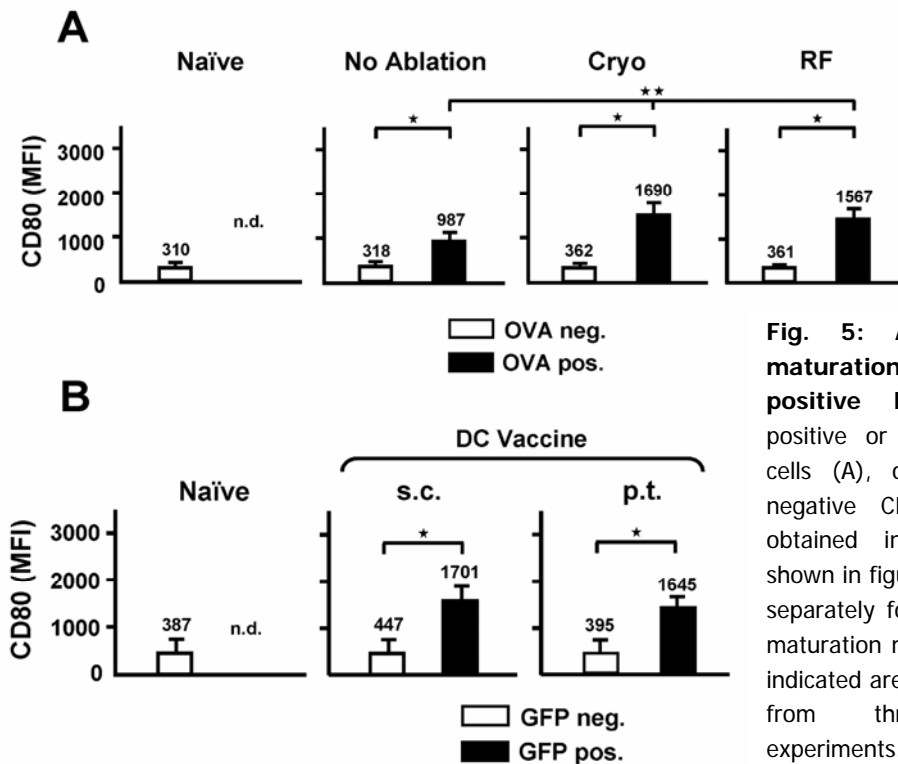 A
Naïve No Ablation Cryo RF
★★
★ ★ ★
CD80 (MFI)
3000
2000
1000
0
310 n.d. 318 987 362 1690 361 1567
OVA neg.
OVA pos.
B
DC Vaccine
Naïve s.c. p.t.
★ ★
CD80 (MFI)
3000
2000
1000
0
387 n.d. 447 1701 395 1645
GFP neg.
GFP pos.
Fig. 5:
maturation
positive
positive or
cells (A),
negative
obtained in
shown in
separately
maturation
indicated are
from
experiments